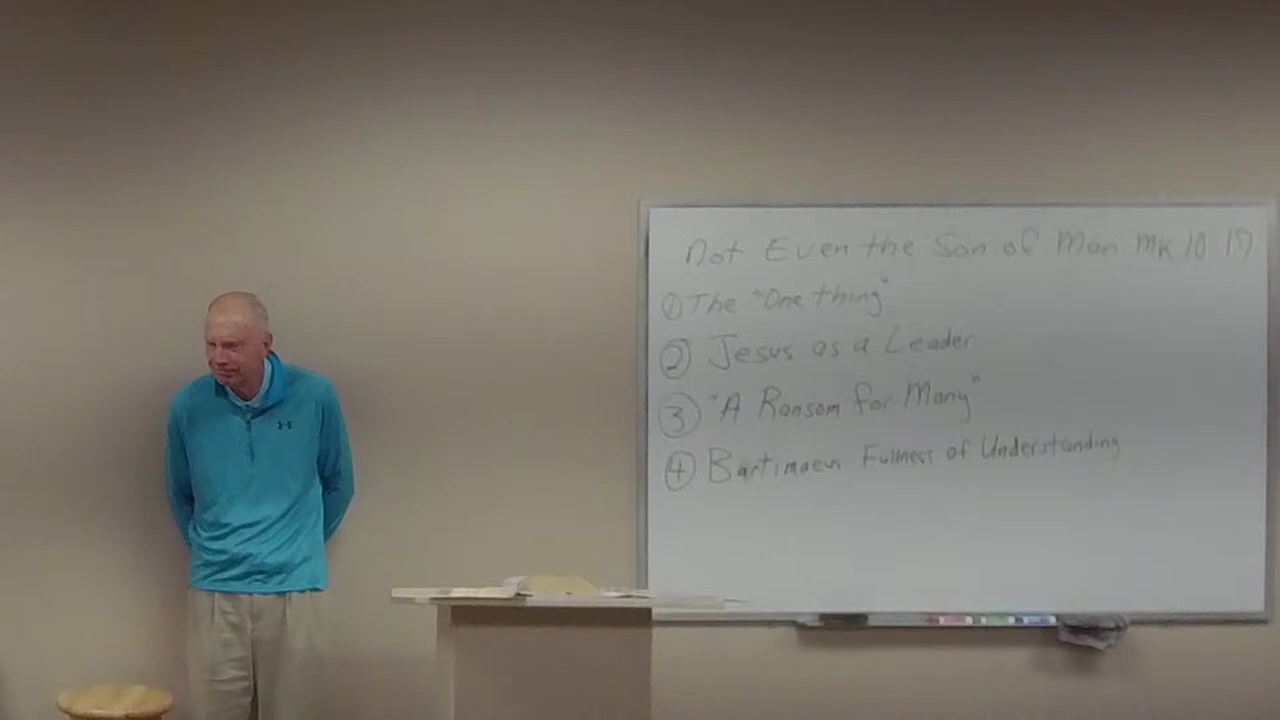 Not Even the Son of Man Mk 10:17
① The "One thing"
② Jesus as a Leader
③ "A Ransom for Many"
④ Bartimaeus Fullness of Understanding